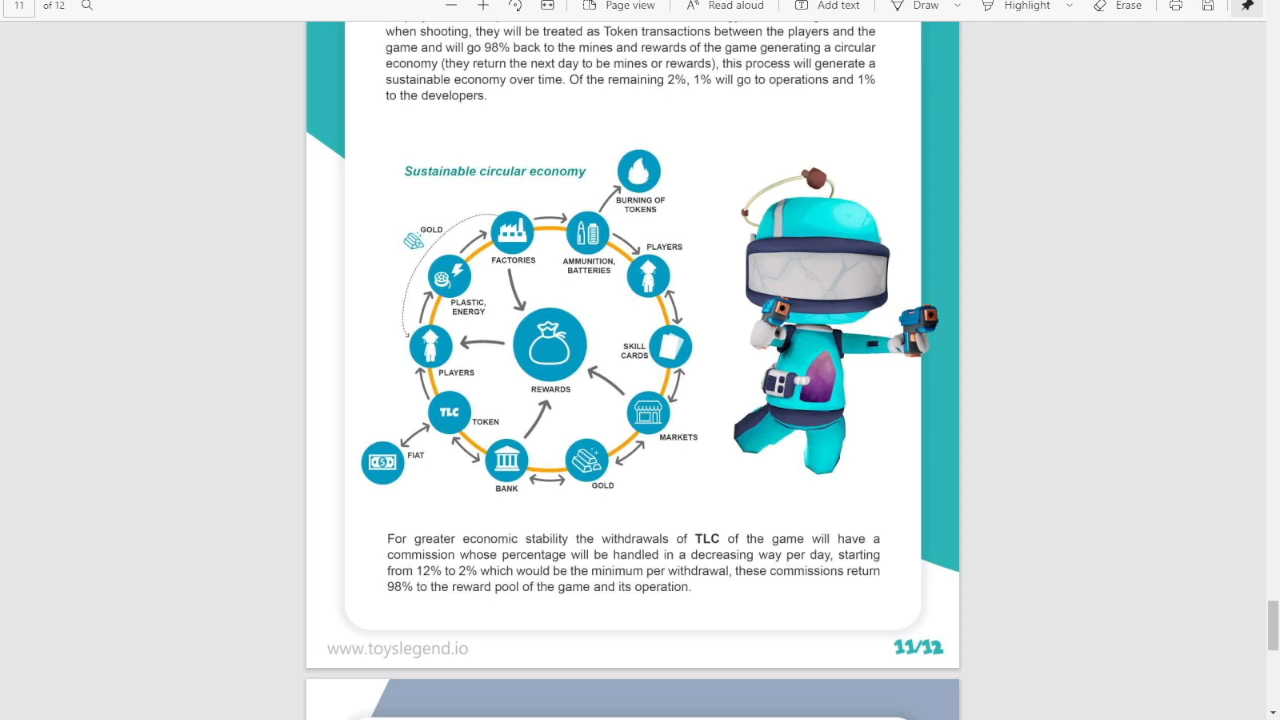 11 of 12
Page view
Read aloud
Add text
Draw
Highlight
Erase
when shooting, they will be treated as Token transactions between the players and the
game and will go 98% back to the mines and rewards of the game generating a circular
economy (they return the next day to be mines or rewards), this process will generate a
sustainable economy over time. Of the remaining 2%, 1% will go to operations and 1%
to the developers.
Sustainable circular economy
BURNING OF
TOKENS
GOLD
FACTORIES
AMMUNITION,
BATTERIES
PLAYERS
PLASTIC,
ENERGY
SKILL
CARDS
PLAYERS
REWARDS
TLC
TOKEN
MARKETS
FIAT
BANK
GOLD
For greater economic stability the withdrawals of TLC of the game will have a
commission whose percentage will be handled in a decreasing way per day, starting
from 12% to 2% which would be the minimum per withdrawal, these commissions return
98% to the reward pool of the game and its operation.
www.toyslegend.io
11/12